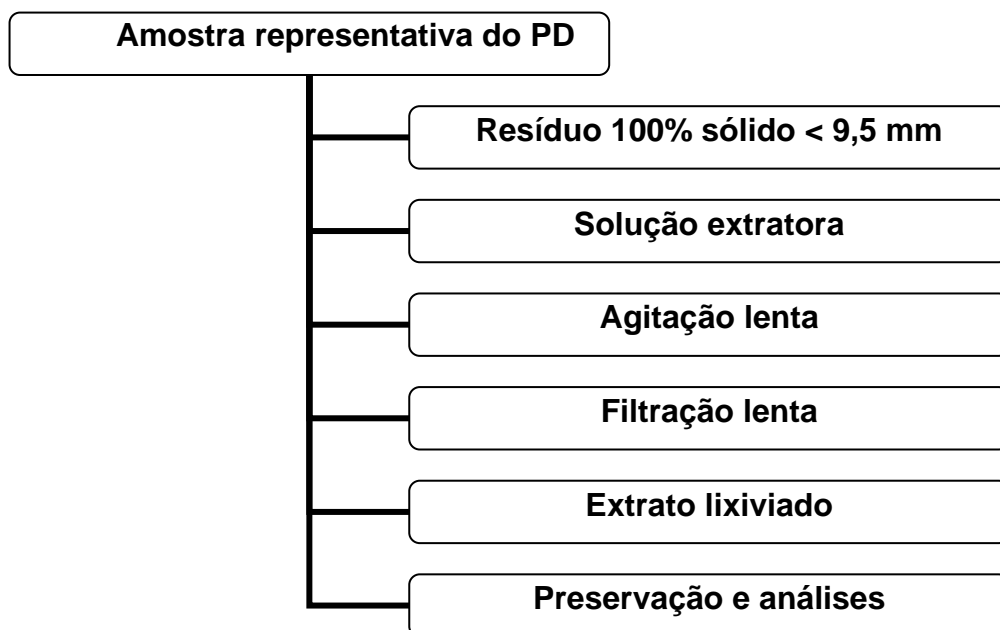 Amostra representativa do PD
Resíduo 100% sólido < 9,5 mm
Solução extratora
Agitação lenta
Filtração lenta
Extrato lixiviado
Preservação e análises